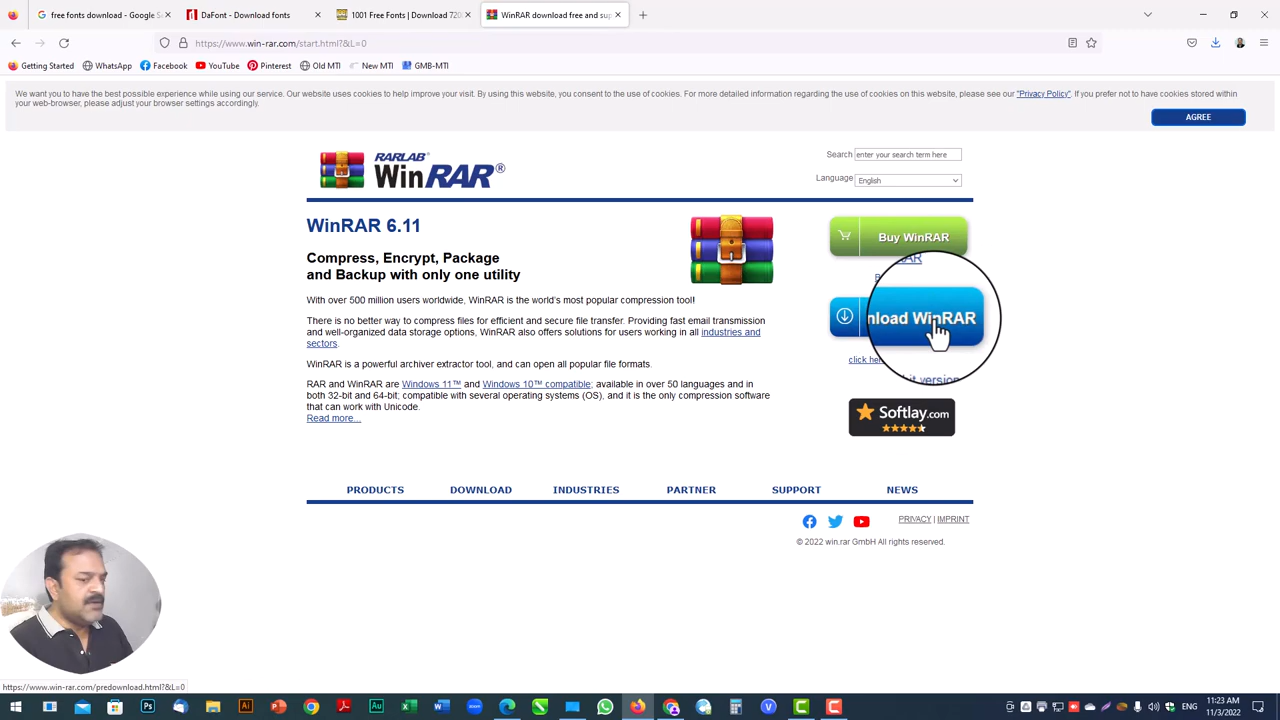 free fonts download - Google S
DaFont - Download fonts
1001 Free Fonts | Download 720
WinRAR download free and sup
https://www.win-rar.com/start.html?&L=0
Getting Started
WhatsApp
Facebook
YouTube
Pinterest
Old MTI
New MTI
GMB-MTI
We want you to have the best possible experience while using our service. Our website uses cookies to help improve your visit. By using this website, you consent to the use of cookies. For more detailed information regarding the use of cookies on this website, please see our "Privacy Policy". If you prefer not to have cookies stored within
your web-browser, please adjust your browser settings accordingly.
AGREE
RARLAB®
WinRAR®
Search
enter your search term here
Language
English
WinRAR 6.11
Compress, Encrypt, Package
and Backup with only one utility
With over 500 million users worldwide, WinRAR is the world's most popular compression tool!
There is no better way to compress files for efficient and secure file transfer. Providing fast email transmission
and well-organized data storage options, WinRAR also offers solutions for users working in all industries and
sectors.
WinRAR is a powerful archiver extractor tool, and can open all popular file formats.
RAR and WinRAR are Windows 11™ and Windows 10™ compatible; available in over 50 languages and in
both 32-bit and 64-bit; compatible with several operating systems (OS), and it is the only compression software
that can work with Unicode.
Read more...
Buy WinRAR
nload WinRAR
click her
bit version
Softlay.com
PRODUCTS
DOWNLOAD
INDUSTRIES
PARTNER
SUPPORT
NEWS
PRIVACY | IMPRINT
© 2022 win.rar GmbH All rights reserved.
https://www.win-rar.com/predownload.html?&L=0
11:23 AM
11/3/2022